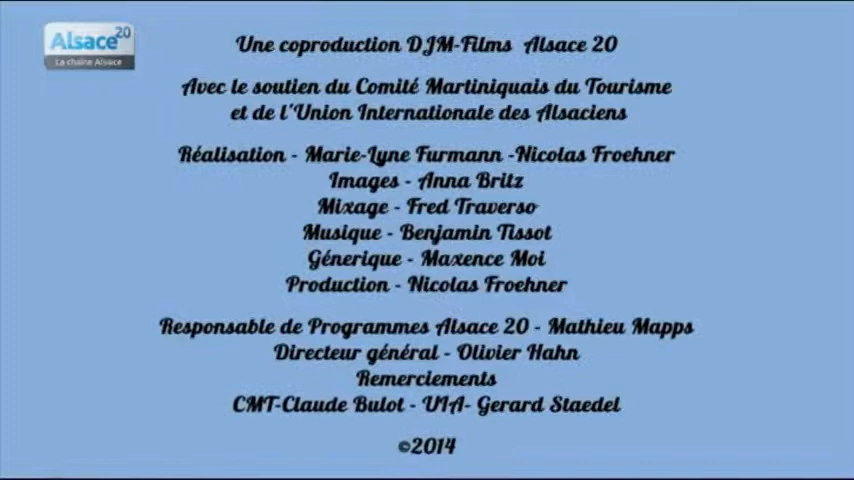 Alsace 20
La chaîne Alsace
Une coproduction DJM-Films Alsace 20
Avec le soutien du Comité Martiniquais du Tourisme
et de l'Union Internationale des Alsaciens
Réalisation - Marie-Lyne Furmann -Nicolas Froehner
Images - Anna Britz
Mixage - Fred Traverso
Musique - Benjamin Tissot
Génerique - Maxence Moi
Production - Nicolas Froehner
Responsable de Programmes Alsace 20 - Mathieu Mapps
Directeur général - Olivier Hahn
Remerciements
CMT-Claude Bulot - UIA- Gerard Staedel
©2014